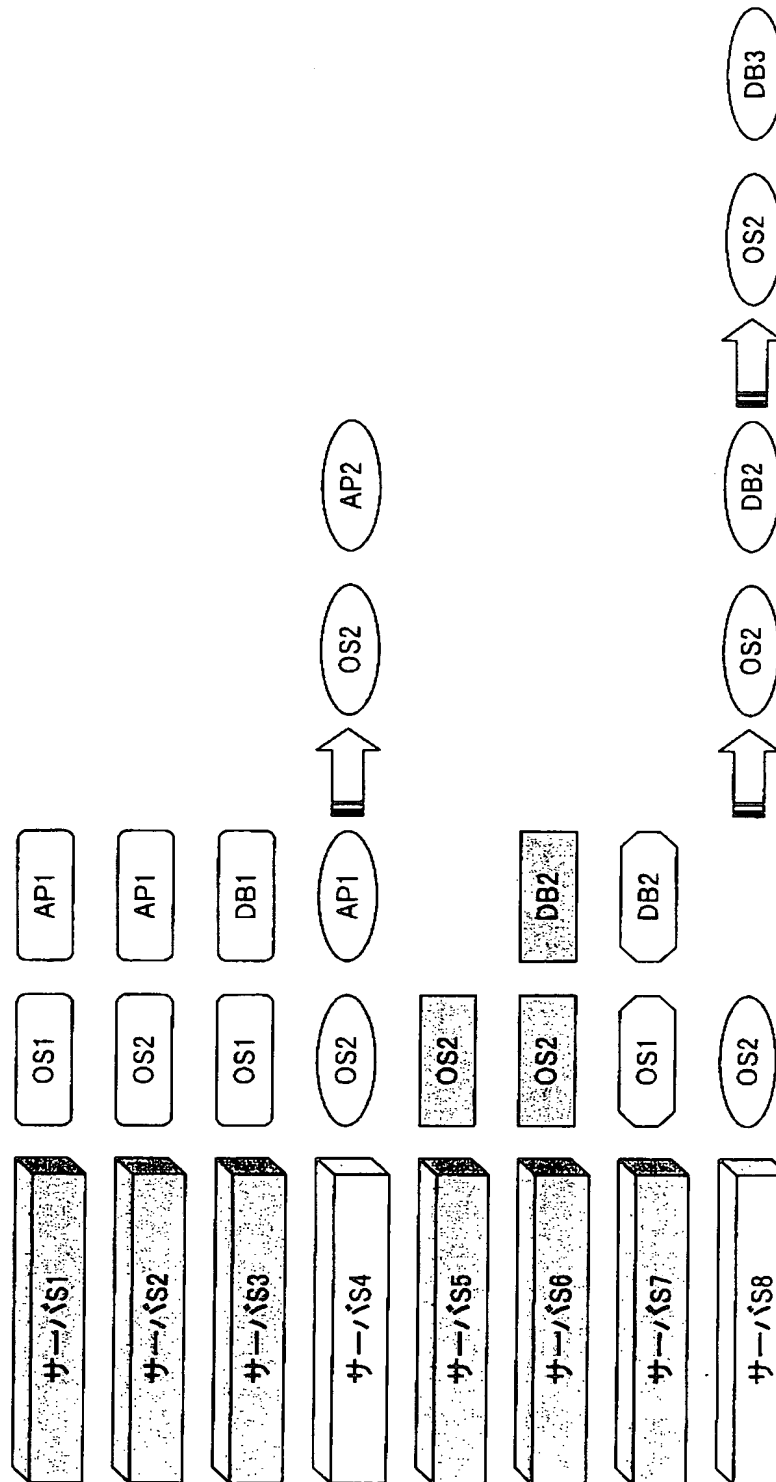 サーバS1 OS1 AP1
サーバS2 OS2 AP1
サーバS3 OS1 DB1
サーバS4 OS2 AP1 OS2 AP2
サーバS5 OS2
サーバS6 OS2 DB2
サーバS7 OS1 DB2
サーバS8 OS2 OS2 DB2 OS2 DB3